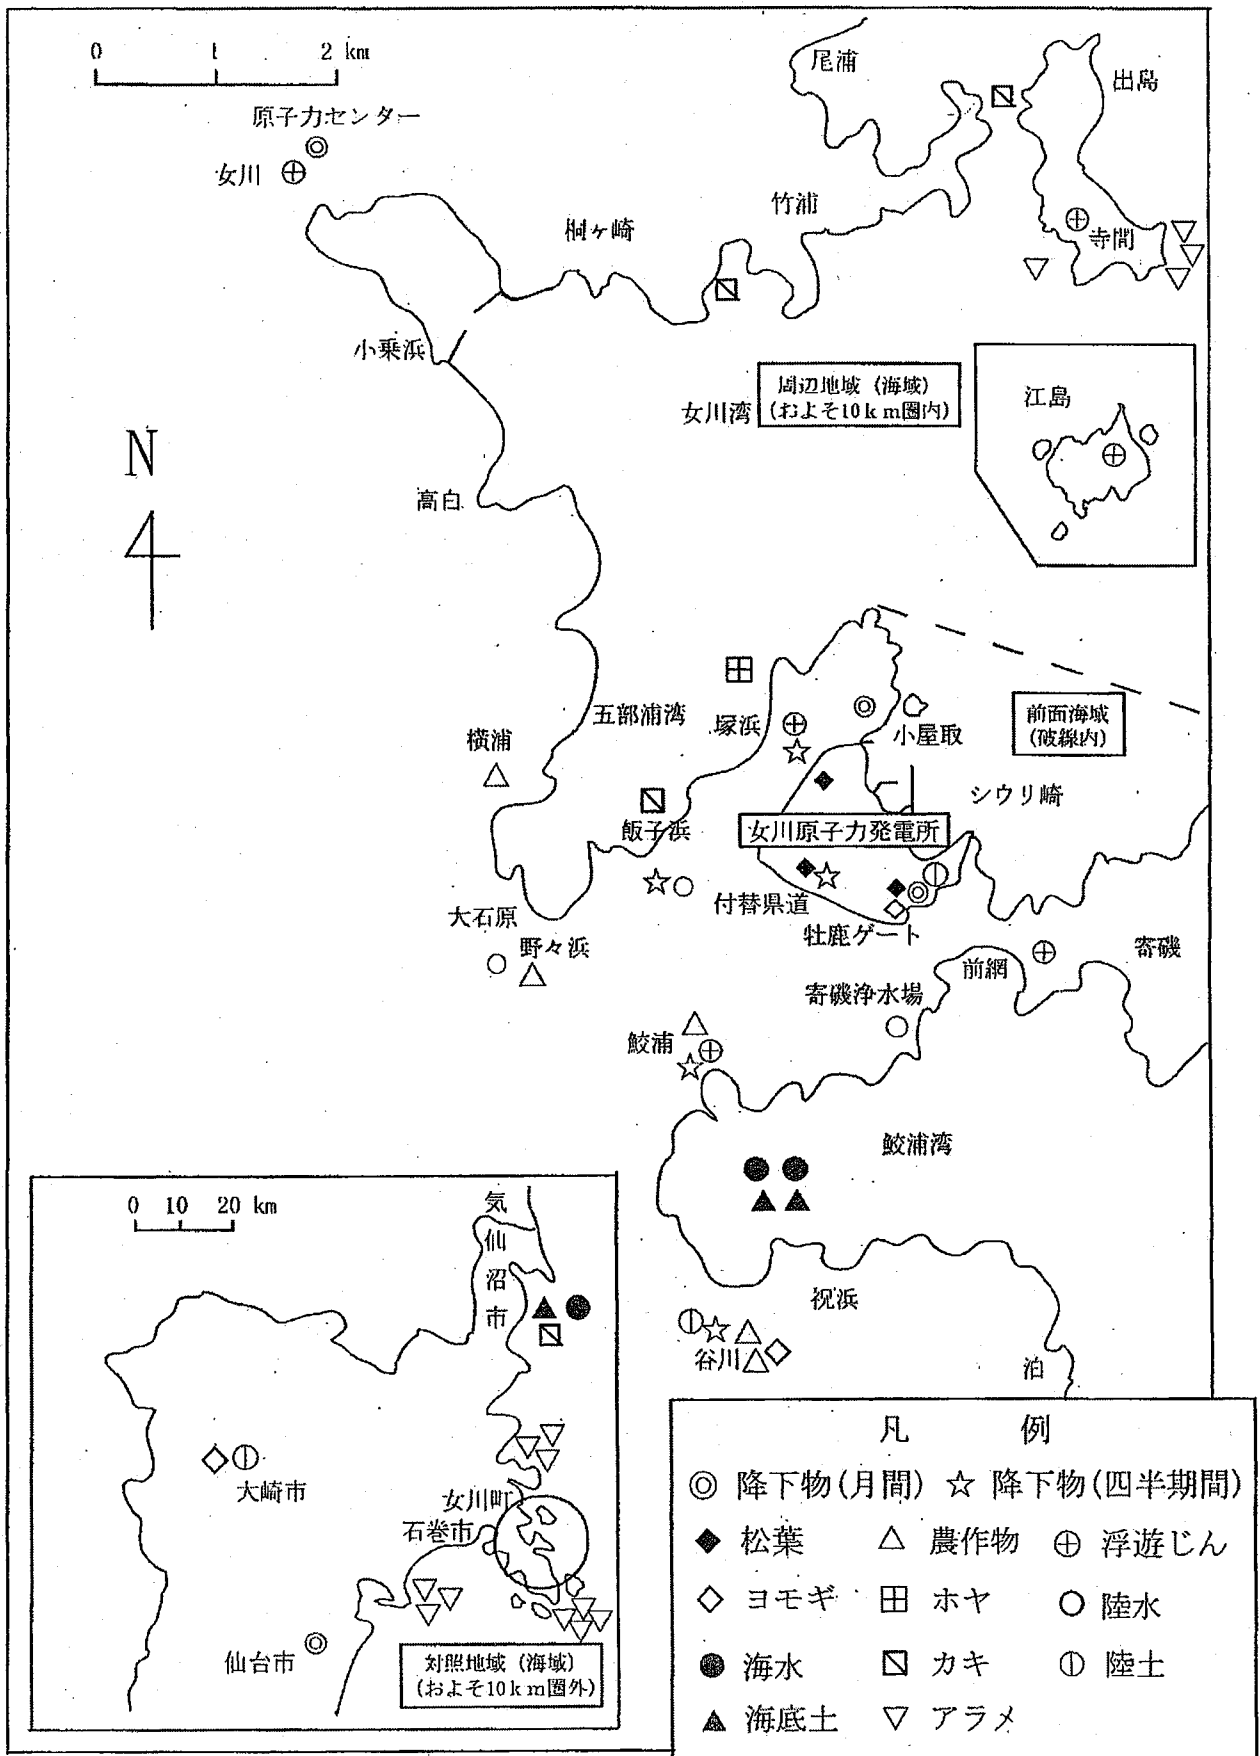 0 1 2 km
尾浦
出島
原子力センター
女川
竹浦
桐ヶ崎
寺間
小乗浜
周辺地域（海域）
(およそ10ｋｍ圏内)
女川湾
江島
N
高白
五部浦湾
塚浜
小屋取
前面海域
(破線内)
横浦
シウリ崎
飯子浜
女川原子力発電所
付替県道
大石原
牡鹿ゲート
野々浜
前網
寄磯
寄磯浄水場
鮫浦
鮫浦湾
祝浜
谷川
泊
0 10 20 km
気仙沼市
大崎市
女川町
石巻市
仙台市
対照地域（海域）
(およそ10ｋｍ圏外)
凡 例
◎ 降下物(月間) ☆ 降下物(四半期間)
◆ 松葉 △ 農作物 ⊕ 浮遊じん
◇ ヨモギ ⊞ ホヤ ○ 陸水
● 海水 ⧅ カキ ⦶ 陸土
▲ 海底土 ▽ アラメ